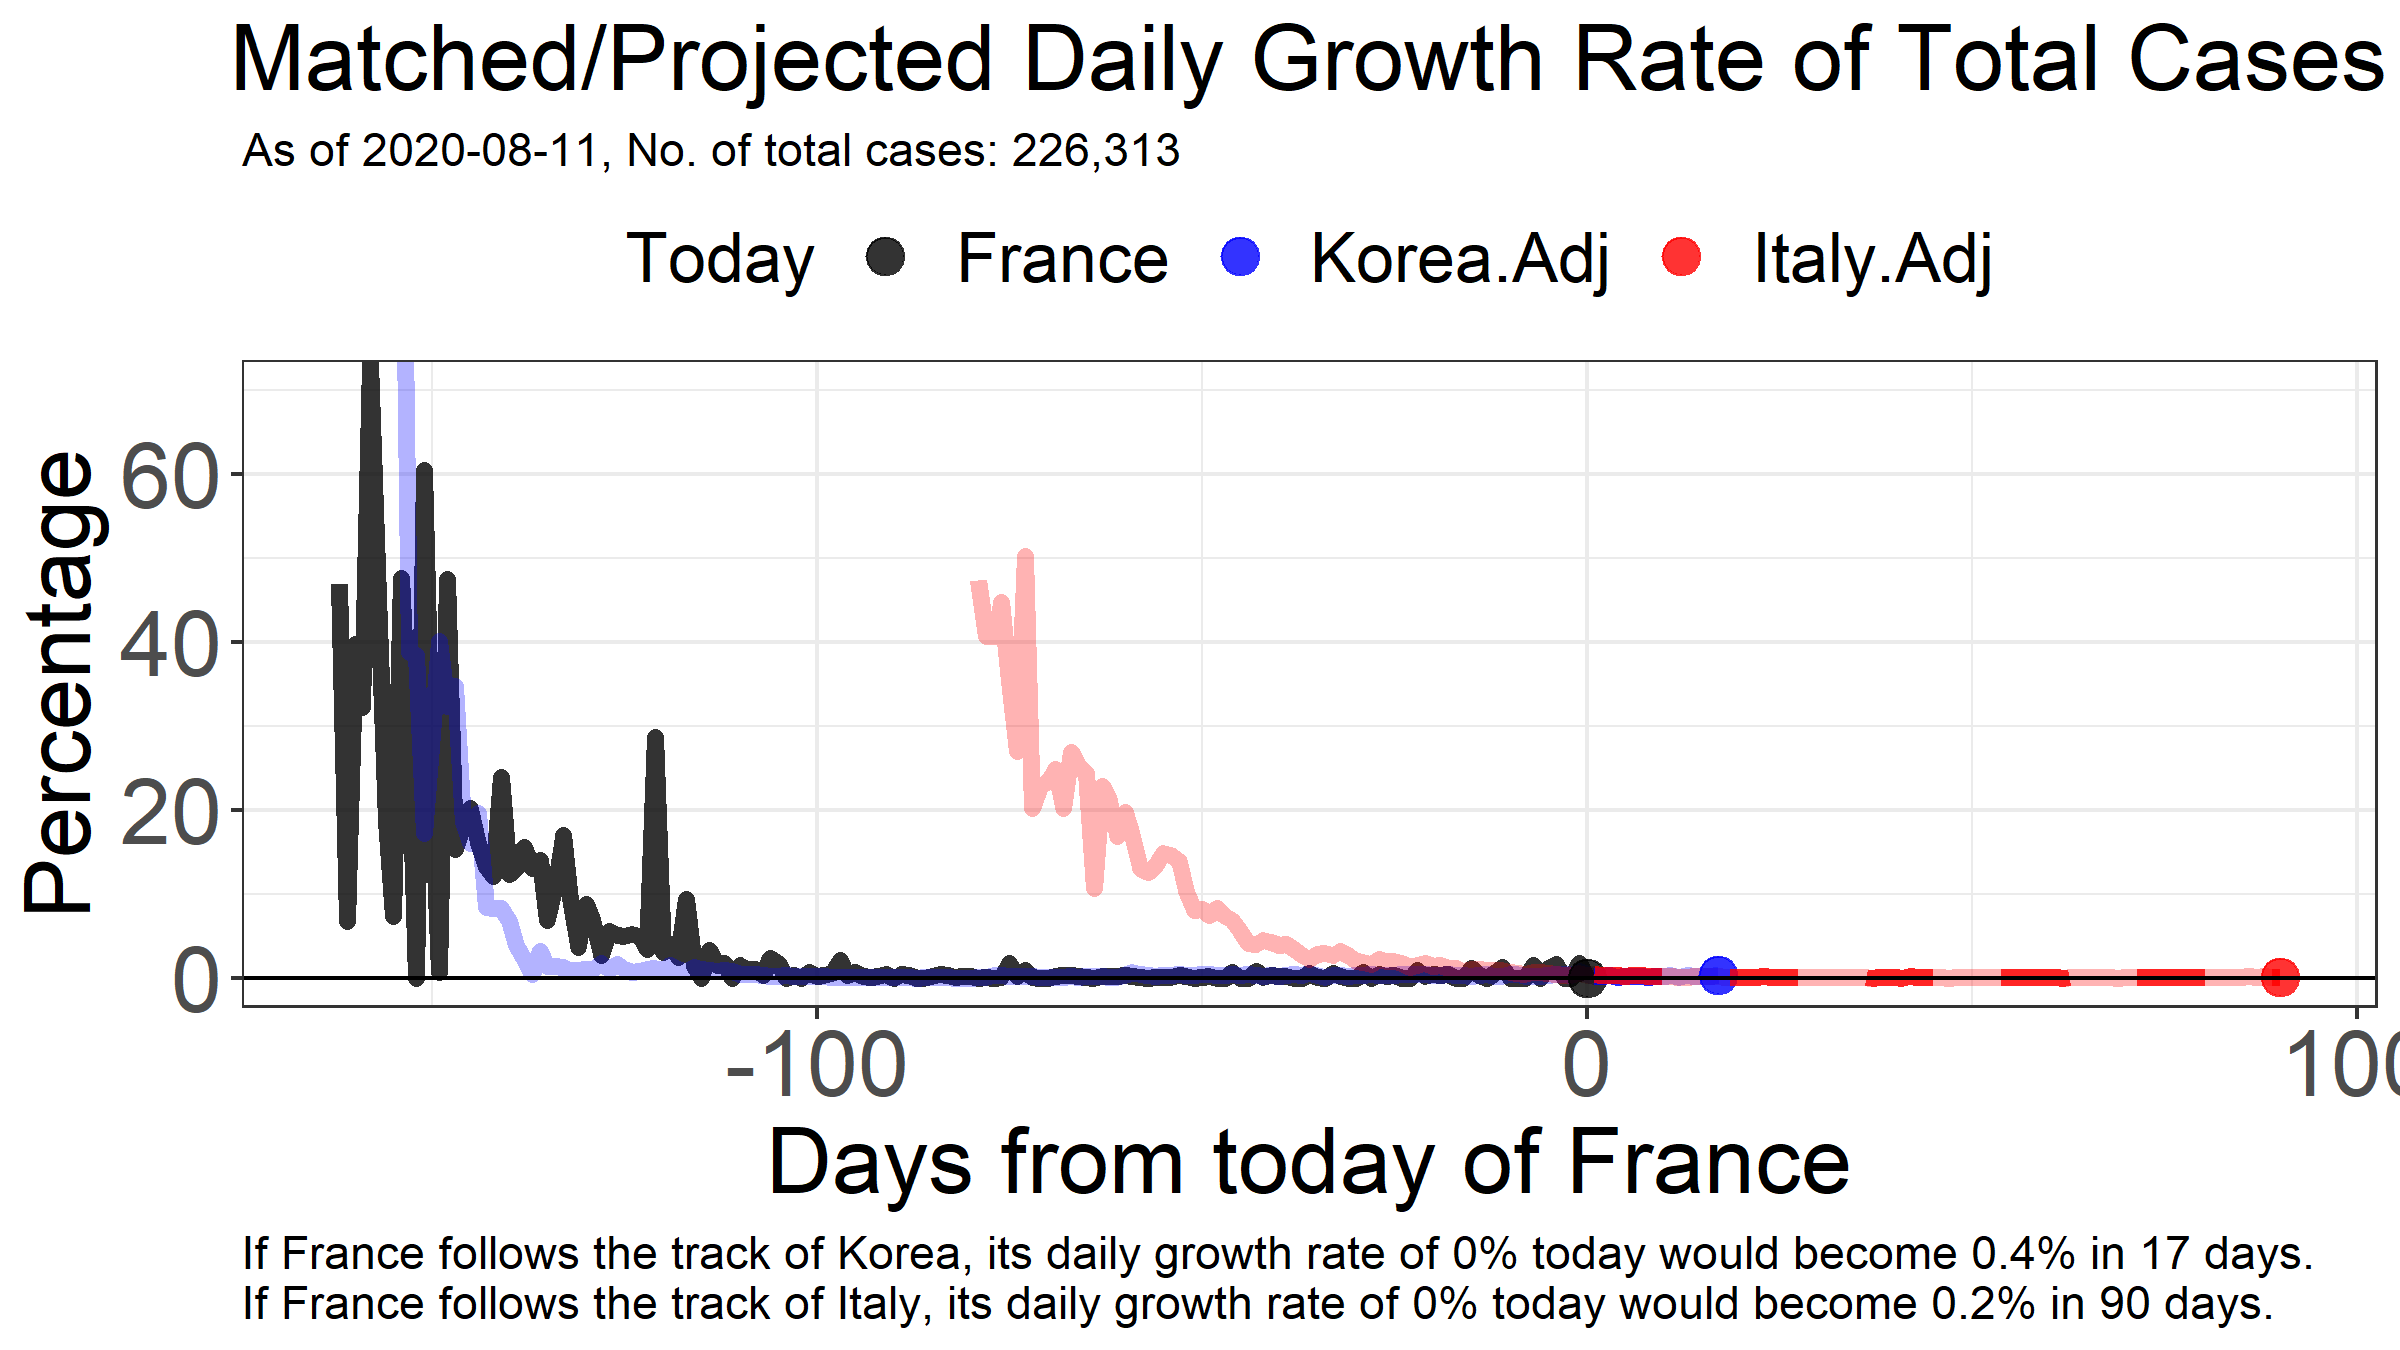 Matched/Projected Daily Growth Rate of Total Cases
As of 2020-08-11, No. of total cases: 226,313
Today France Korea.Adj Italy.Adj
Percentage
60
40
20
0
-100 0 100
Days from today of France
If France follows the track of Korea, its daily growth rate of 0% today would become 0.4% in 17 days.
If France follows the track of Italy, its daily growth rate of 0% today would become 0.2% in 90 days.